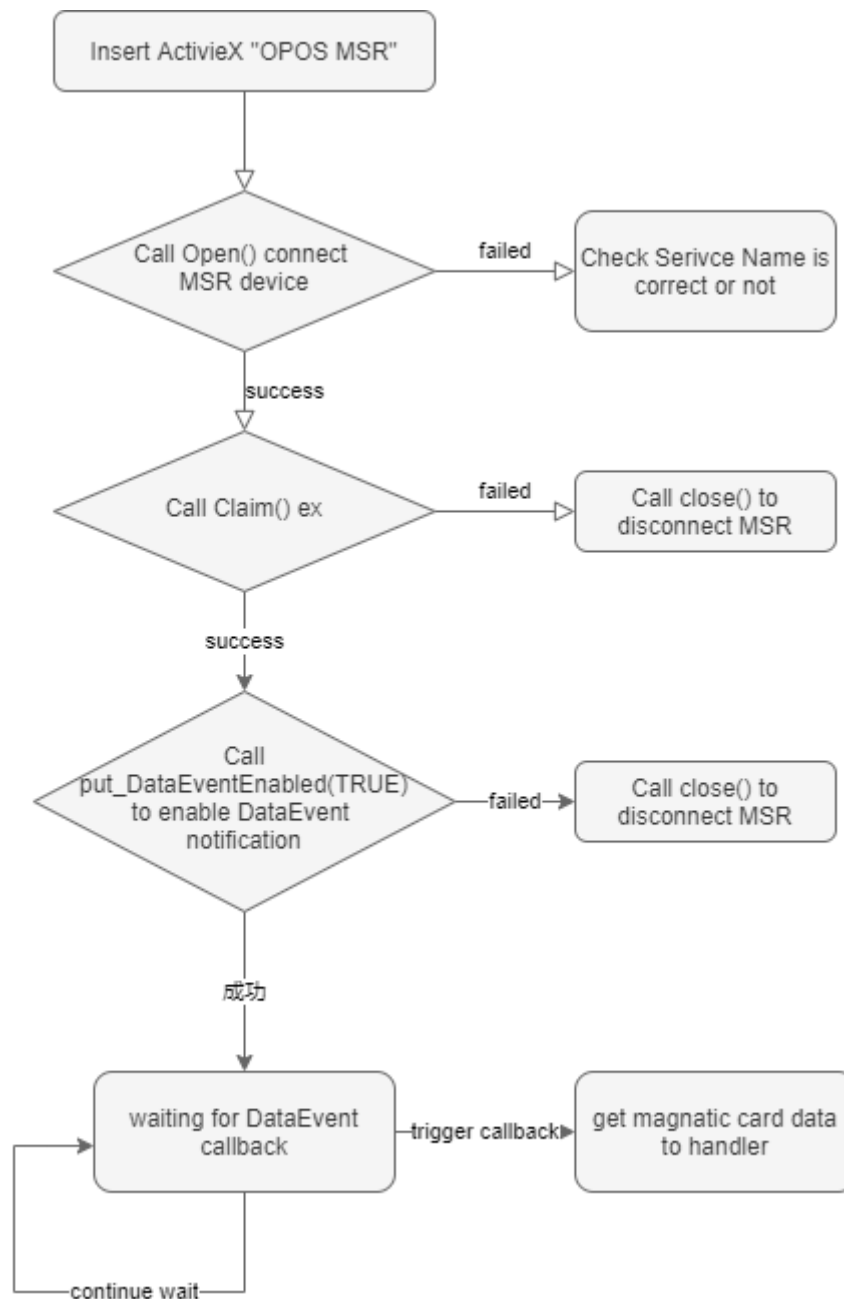 Insert ActivieX "OPOS MSR"
Call Open() connect
MSR device
failed
Check Serivce Name is
correct or not
success
Call Claim() ex
failed
Call close() to
disconnect MSR
success
Call
put_DataEventEnabled(TRUE)
to enable DataEvent
notification
failed
Call close() to
disconnect MSR
成功
waiting for DataEvent
callback
trigger callback
get magnatic card data
to handler
continue wait